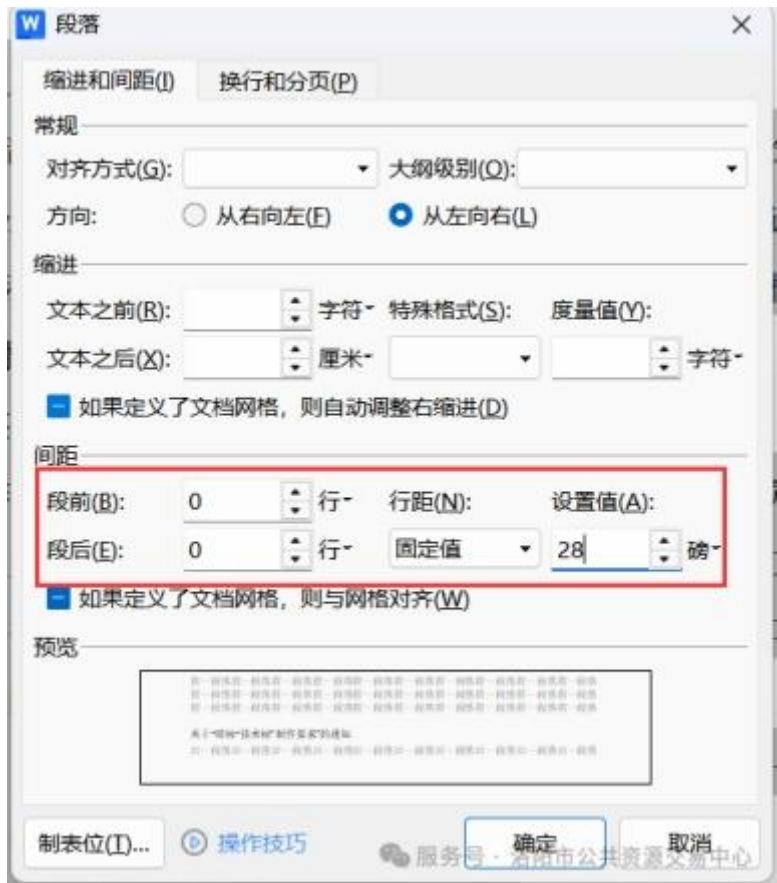 W 段落
缩进和间距(I) 换行和分页(P)
常规
对齐方式(G): 大纲级别(O):
方向: 从右向左(F) 从左向右(L)
缩进
文本之前(R): 字符 特殊格式(S): 度量值(Y):
文本之后(X): 厘米 字符
如果定义了文档网格，则自动调整右缩进(D)
间距
段前(B): 0 行 行距(N): 设置值(A):
段后(E): 0 行 固定值 28 磅
如果定义了文档网格，则与网格对齐(W)
预览
制表位(T)... 操作技巧 确定 取消
服务号·洛阳市公共资源交易中心